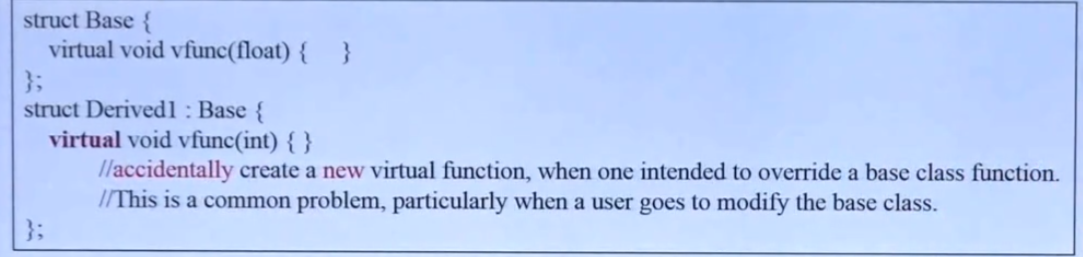 struct Base {
virtual void vfunc(float) { }
};
struct Derived1 : Base {
virtual void vfunc(int) { }
//accidentally create a new virtual function, when one intended to override a base class function.
//This is a common problem, particularly when a user goes to modify the base class.
};